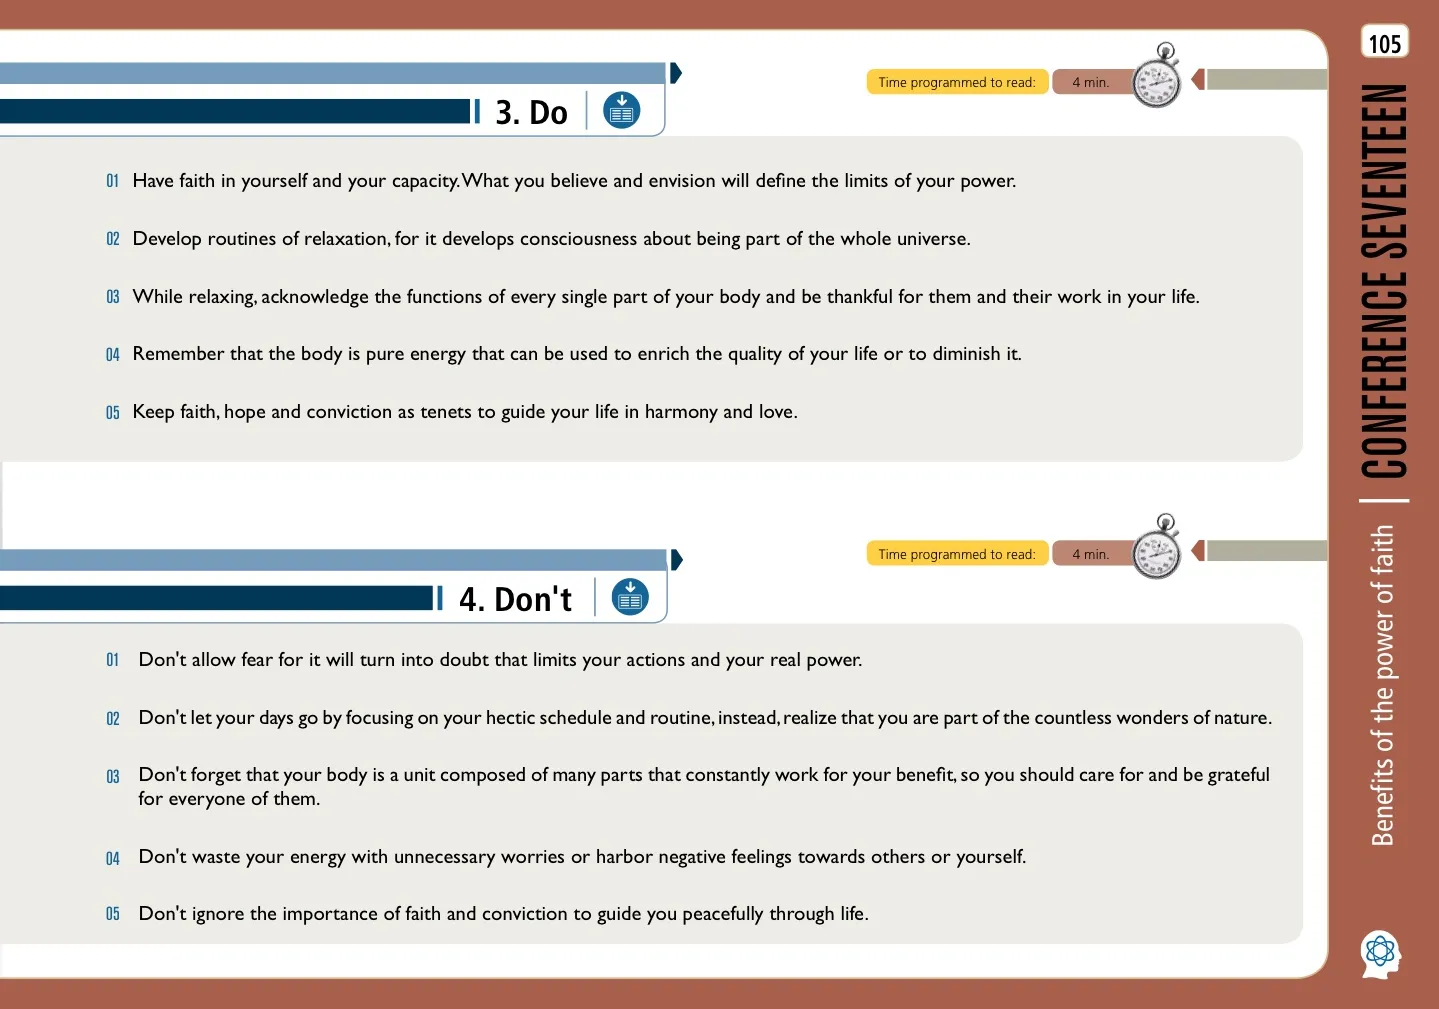 105
CONFERENCE SEVENTEEN
Benefits of the power of faith
Time programmed to read: 4 min.
3. Do
01 Have faith in yourself and your capacity. What you believe and envision will define the limits of your power.
02 Develop routines of relaxation, for it develops consciousness about being part of the whole universe.
03 While relaxing, acknowledge the functions of every single part of your body and be thankful for them and their work in your life.
04 Remember that the body is pure energy that can be used to enrich the quality of your life or to diminish it.
05 Keep faith, hope and conviction as tenets to guide your life in harmony and love.
Time programmed to read: 4 min.
4. Don't
01 Don't allow fear for it will turn into doubt that limits your actions and your real power.
02 Don't let your days go by focusing on your hectic schedule and routine, instead, realize that you are part of the countless wonders of nature.
03 Don't forget that your body is a unit composed of many parts that constantly work for your benefit, so you should care for and be grateful
for everyone of them.
04 Don't waste your energy with unnecessary worries or harbor negative feelings towards others or yourself.
05 Don't ignore the importance of faith and conviction to guide you peacefully through life.